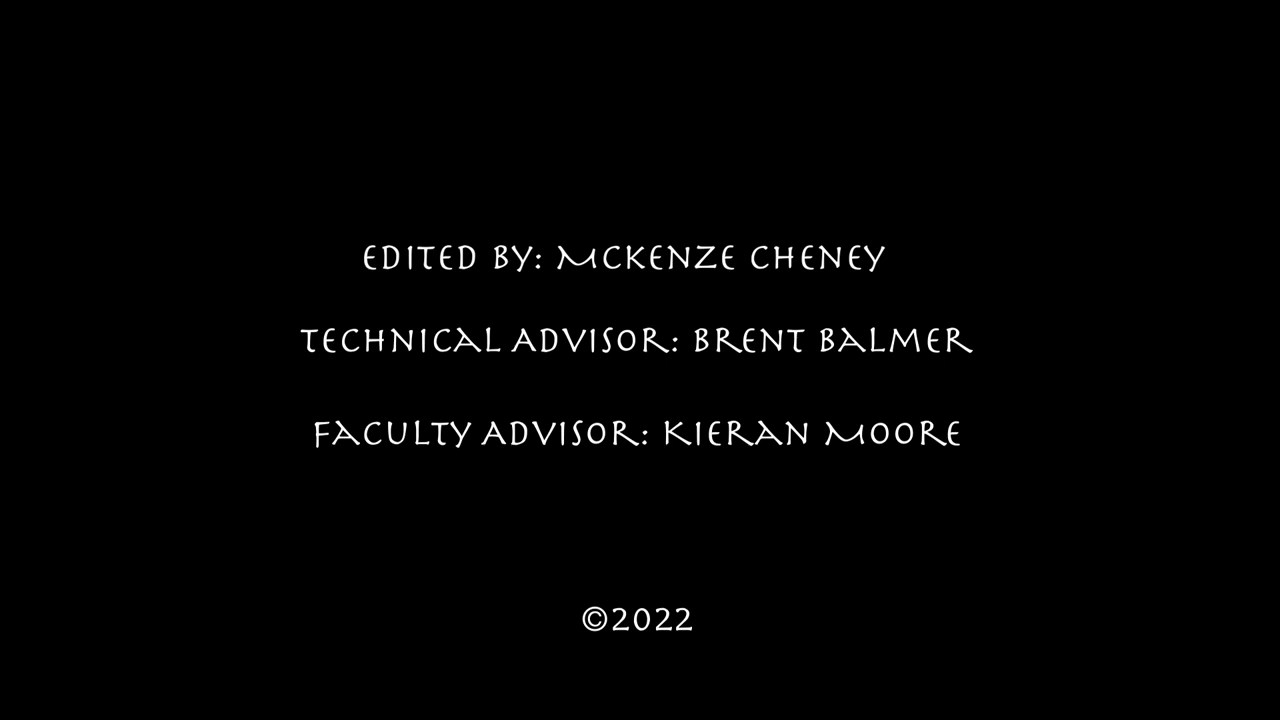 Edited by: McKenze Cheney
Technical Advisor: Brent Balmer
Faculty Advisor: Kieran Moore
©2022